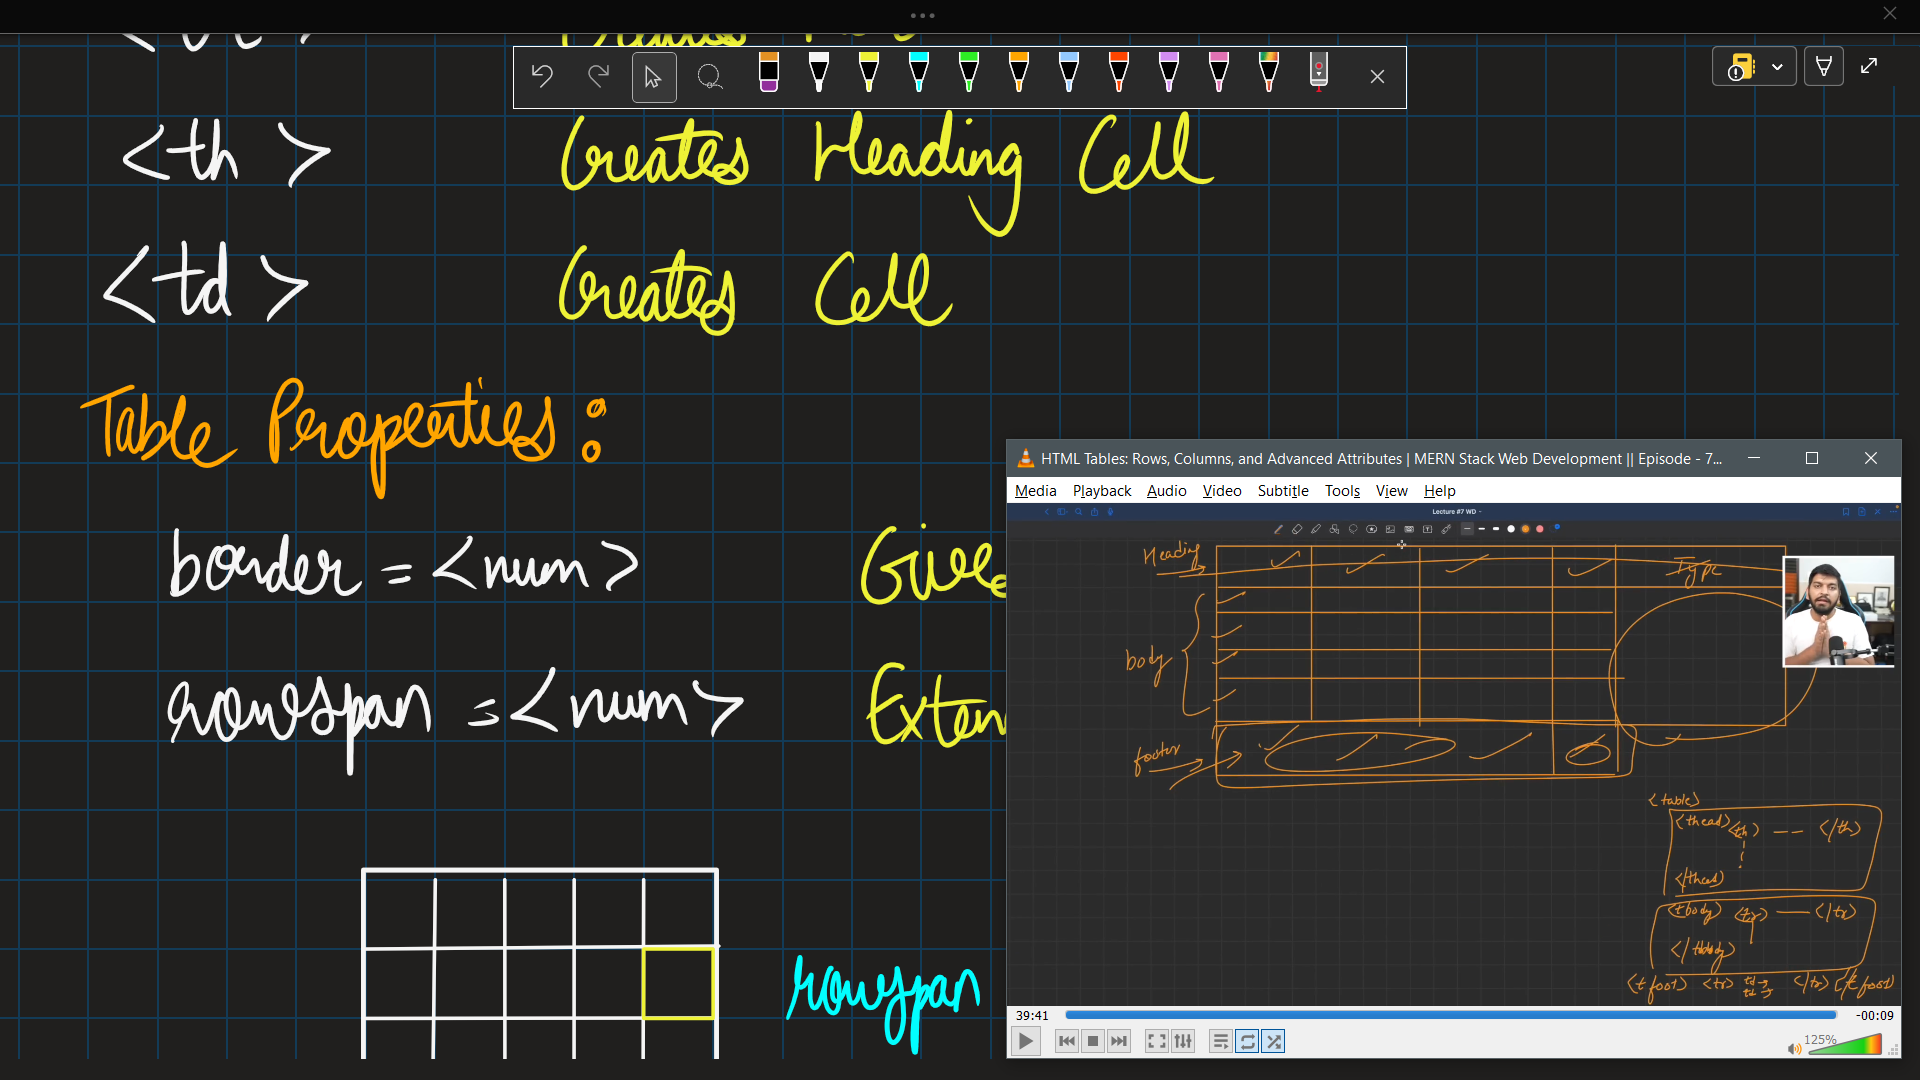 <th > Creates Heading Cell
<td > Creates Cell
Table Properties :
border = <num> Gives
rowspan = <num> Exten
rowspan
HTML Tables: Rows, Columns, and Advanced Attributes | MERN Stack Web Development || Episode - 7...
Media Playback Audio Video Subtitle Tools View Help
Lecture #7 WD
Heading
Type
body
footer
<table>
<thead> <th> -- </th>
</thead>
<tbody> <tr> — </tr>
</tbody>
<tfoot> <tr> td → </tr> </tfoot>
td →
39:41 -00:09
125%